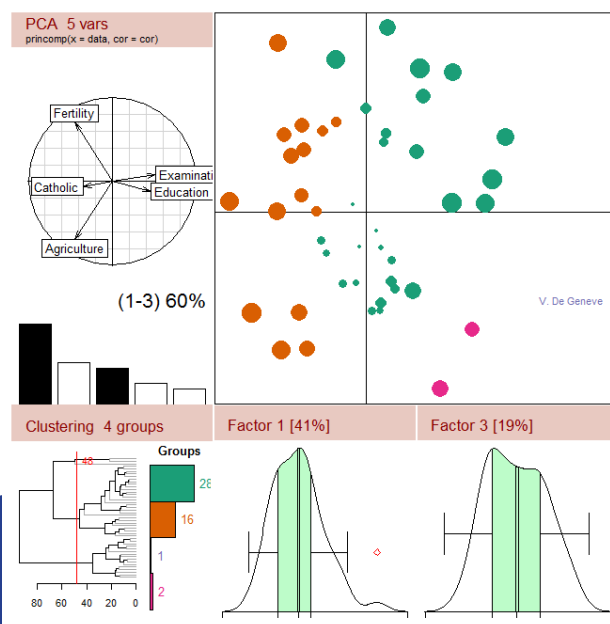 PCA 5 vars
princomp(x = data, cor = cor)
Fertility
Examinati
Catholic
Education
Agriculture
(1-3) 60%
V. De Geneve
Clustering 4 groups
Factor 1 [41%]
Factor 3 [19%]
Groups
48
28
16
1
2
80 60 40 20 0